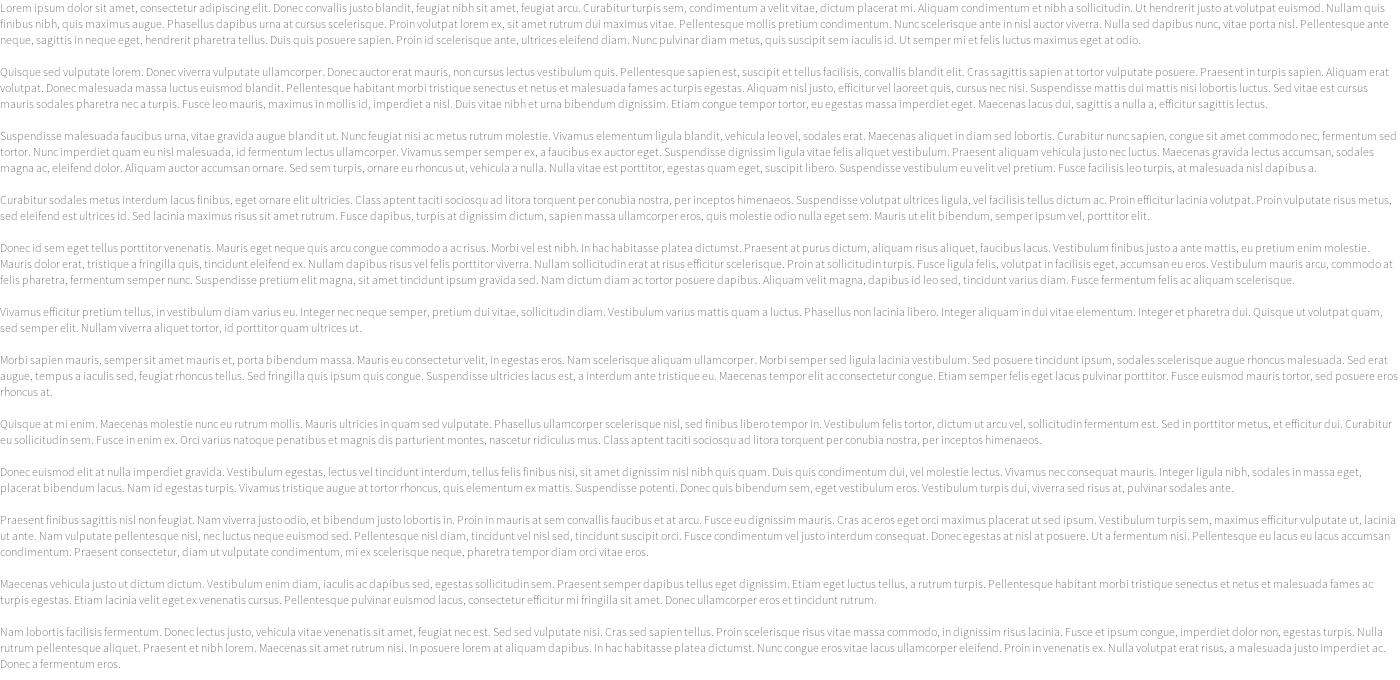 Lorem ipsum dolor sit amet, consectetur adipiscing elit. Donec convallis justo blandit, feugiat nibh sit amet, feugiat arcu. Curabitur turpis sem, condimentum a velit vitae, dictum placerat mi. Aliquam condimentum et nibh a sollicitudin. Ut hendrerit justo at volutpat euismod. Nullam quis
finibus nibh, quis maximus augue. Phasellus dapibus urna at cursus scelerisque. Proin volutpat lorem ex, sit amet rutrum dui maximus vitae. Pellentesque mollis pretium condimentum. Nunc scelerisque ante in nisl auctor viverra. Nulla sed dapibus nunc, vitae porta nisl. Pellentesque ante
neque, sagittis in neque eget, hendrerit pharetra tellus. Duis quis posuere sapien. Proin id scelerisque ante, ultrices eleifend diam. Nunc pulvinar diam metus, quis suscipit sem iaculis id. Ut semper mi et felis luctus maximus eget at odio.
Quisque sed vulputate lorem. Donec viverra vulputate ullamcorper. Donec auctor erat mauris, non cursus lectus vestibulum quis. Pellentesque sapien est, suscipit et tellus facilisis, convallis blandit elit. Cras sagittis sapien at tortor vulputate posuere. Praesent in turpis sapien. Aliquam erat
volutpat. Donec malesuada massa luctus euismod blandit. Pellentesque habitant morbi tristique senectus et netus et malesuada fames ac turpis egestas. Aliquam nisl justo, efficitur vel laoreet quis, cursus nec nisi. Suspendisse mattis dui mattis nisi lobortis luctus. Sed vitae est cursus
mauris sodales pharetra nec a turpis. Fusce leo mauris, maximus in mollis id, imperdiet a nisl. Duis vitae nibh et urna bibendum dignissim. Etiam congue tempor tortor, eu egestas massa imperdiet eget. Maecenas lacus dui, sagittis a nulla a, efficitur sagittis lectus.
Suspendisse malesuada faucibus urna, vitae gravida augue blandit ut. Nunc feugiat nisi ac metus rutrum molestie. Vivamus elementum ligula blandit, vehicula leo vel, sodales erat. Maecenas aliquet in diam sed lobortis. Curabitur nunc sapien, congue sit amet commodo nec, fermentum sed
tortor. Nunc imperdiet quam eu nisl malesuada, id fermentum lectus ullamcorper. Vivamus semper semper ex, a faucibus ex auctor eget. Suspendisse dignissim ligula vitae felis aliquet vestibulum. Praesent aliquam vehicula justo nec luctus. Maecenas gravida lectus accumsan, sodales
magna ac, eleifend dolor. Aliquam auctor accumsan ornare. Sed sem turpis, ornare eu rhoncus ut, vehicula a nulla. Nulla vitae est porttitor, egestas quam eget, suscipit libero. Suspendisse vestibulum eu velit vel pretium. Fusce facilisis leo turpis, at malesuada nisl dapibus a.
Curabitur sodales metus interdum lacus finibus, eget ornare elit ultricies. Class aptent taciti sociosqu ad litora torquent per conubia nostra, per inceptos himenaeos. Suspendisse volutpat ultrices ligula, vel facilisis tellus dictum ac. Proin efficitur lacinia volutpat. Proin vulputate risus metus,
sed eleifend est ultrices id. Sed lacinia maximus risus sit amet rutrum. Fusce dapibus, turpis at dignissim dictum, sapien massa ullamcorper eros, quis molestie odio nulla eget sem. Mauris ut elit bibendum, semper ipsum vel, porttitor elit.
Donec id sem eget tellus porttitor venenatis. Mauris eget neque quis arcu congue commodo a ac risus. Morbi vel est nibh. In hac habitasse platea dictumst. Praesent at purus dictum, aliquam risus aliquet, faucibus lacus. Vestibulum finibus justo a ante mattis, eu pretium enim molestie.
Mauris dolor erat, tristique a fringilla quis, tincidunt eleifend ex. Nullam dapibus risus vel felis porttitor viverra. Nullam sollicitudin erat at risus efficitur scelerisque. Proin at sollicitudin turpis. Fusce ligula felis, volutpat in facilisis eget, accumsan eu eros. Vestibulum mauris arcu, commodo at
felis pharetra, fermentum semper nunc. Suspendisse pretium elit magna, sit amet tincidunt ipsum gravida sed. Nam dictum diam ac tortor posuere dapibus. Aliquam velit magna, dapibus id leo sed, tincidunt varius diam. Fusce fermentum felis ac aliquam scelerisque.
Vivamus efficitur pretium tellus, in vestibulum diam varius eu. Integer nec neque semper, pretium dui vitae, sollicitudin diam. Vestibulum varius mattis quam a luctus. Phasellus non lacinia libero. Integer aliquam in dui vitae elementum. Integer et pharetra dui. Quisque ut volutpat quam,
sed semper elit. Nullam viverra aliquet tortor, id porttitor quam ultrices ut.
Morbi sapien mauris, semper sit amet mauris et, porta bibendum massa. Mauris eu consectetur velit, in egestas eros. Nam scelerisque aliquam ullamcorper. Morbi semper sed ligula lacinia vestibulum. Sed posuere tincidunt ipsum, sodales scelerisque augue rhoncus malesuada. Sed erat
augue, tempus a iaculis sed, feugiat rhoncus tellus. Sed fringilla quis ipsum quis congue. Suspendisse ultricies lacus est, a interdum ante tristique eu. Maecenas tempor elit ac consectetur congue. Etiam semper felis eget lacus pulvinar porttitor. Fusce euismod mauris tortor, sed posuere eros
rhoncus at.
Quisque at mi enim. Maecenas molestie nunc eu rutrum mollis. Mauris ultricies in quam sed vulputate. Phasellus ullamcorper scelerisque nisl, sed finibus libero tempor in. Vestibulum felis tortor, dictum ut arcu vel, sollicitudin fermentum est. Sed in porttitor metus, et efficitur dui. Curabitur
eu sollicitudin sem. Fusce in enim ex. Orci varius natoque penatibus et magnis dis parturient montes, nascetur ridiculus mus. Class aptent taciti sociosqu ad litora torquent per conubia nostra, per inceptos himenaeos.
Donec euismod elit at nulla imperdiet gravida. Vestibulum egestas, lectus vel tincidunt interdum, tellus felis finibus nisi, sit amet dignissim nisl nibh quis quam. Duis quis condimentum dui, vel molestie lectus. Vivamus nec consequat mauris. Integer ligula nibh, sodales in massa eget,
placerat bibendum lacus. Nam id egestas turpis. Vivamus tristique augue at tortor rhoncus, quis elementum ex mattis. Suspendisse potenti. Donec quis bibendum sem, eget vestibulum eros. Vestibulum turpis dui, viverra sed risus at, pulvinar sodales ante.
Praesent finibus sagittis nisl non feugiat. Nam viverra justo odio, et bibendum justo lobortis in. Proin in mauris at sem convallis faucibus et at arcu. Fusce eu dignissim mauris. Cras ac eros eget orci maximus placerat ut sed ipsum. Vestibulum turpis sem, maximus efficitur vulputate ut, lacinia
ut ante. Nam vulputate pellentesque nisl, nec luctus neque euismod sed. Pellentesque nisl diam, tincidunt vel nisl sed, tincidunt suscipit orci. Fusce condimentum vel justo interdum consequat. Donec egestas at nisl at posuere. Ut a fermentum nisi. Pellentesque eu lacus eu lacus accumsan
condimentum. Praesent consectetur, diam ut vulputate condimentum, mi ex scelerisque neque, pharetra tempor diam orci vitae eros.
Maecenas vehicula justo ut dictum dictum. Vestibulum enim diam, iaculis ac dapibus sed, egestas sollicitudin sem. Praesent semper dapibus tellus eget dignissim. Etiam eget luctus tellus, a rutrum turpis. Pellentesque habitant morbi tristique senectus et netus et malesuada fames ac
turpis egestas. Etiam lacinia velit eget ex venenatis cursus. Pellentesque pulvinar euismod lacus, consectetur efficitur mi fringilla sit amet. Donec ullamcorper eros et tincidunt rutrum.
Nam lobortis facilisis fermentum. Donec lectus justo, vehicula vitae venenatis sit amet, feugiat nec est. Sed sed vulputate nisi. Cras sed sapien tellus. Proin scelerisque risus vitae massa commodo, in dignissim risus lacinia. Fusce et ipsum congue, imperdiet dolor non, egestas turpis. Nulla
rutrum pellentesque aliquet. Praesent et nibh lorem. Maecenas sit amet rutrum nisi. In posuere lorem at aliquam dapibus. In hac habitasse platea dictumst. Nunc congue eros vitae lacus ullamcorper eleifend. Proin in venenatis ex. Nulla volutpat erat risus, a malesuada justo imperdiet ac.
Donec a fermentum eros.